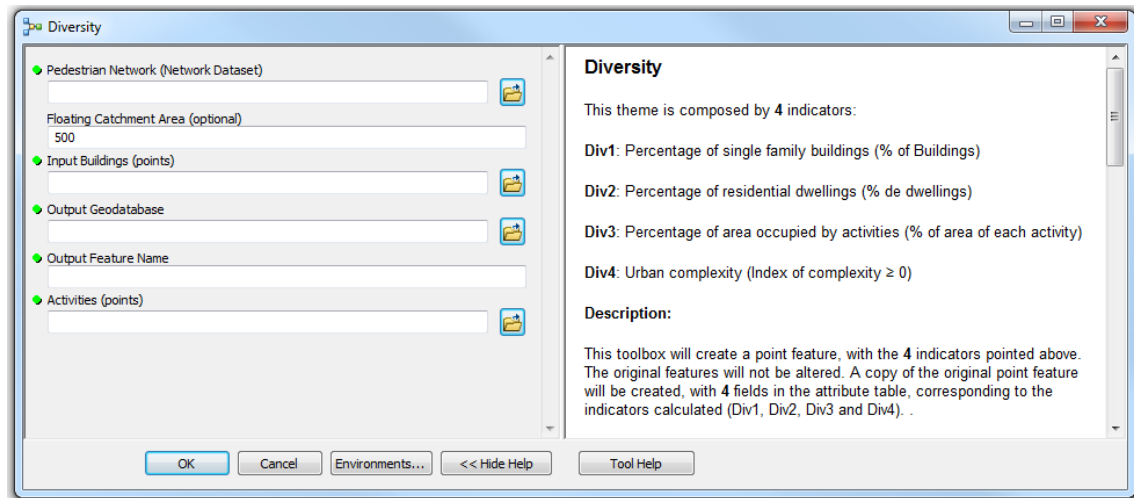 Diversity
Pedestrian Network (Network Dataset)
Floating Catchment Area (optional)
500
Input Buildings (points)
Output Geodatabase
Output Feature Name
Activities (points)
Diversity
This theme is composed by 4 indicators:
Div1: Percentage of single family buildings (% of Buildings)
Div2: Percentage of residential dwellings (% de dwellings)
Div3: Percentage of area occupied by activities (% of area of each activity)
Div4: Urban complexity (Index of complexity ≥ 0)
Description:
This toolbox will create a point feature, with the 4 indicators pointed above.
The original features will not be altered. A copy of the original point feature
will be created, with 4 fields in the attribute table, corresponding to the
indicators calculated (Div1, Div2, Div3 and Div4). .
OK
Cancel
Environments...
<< Hide Help
Tool Help